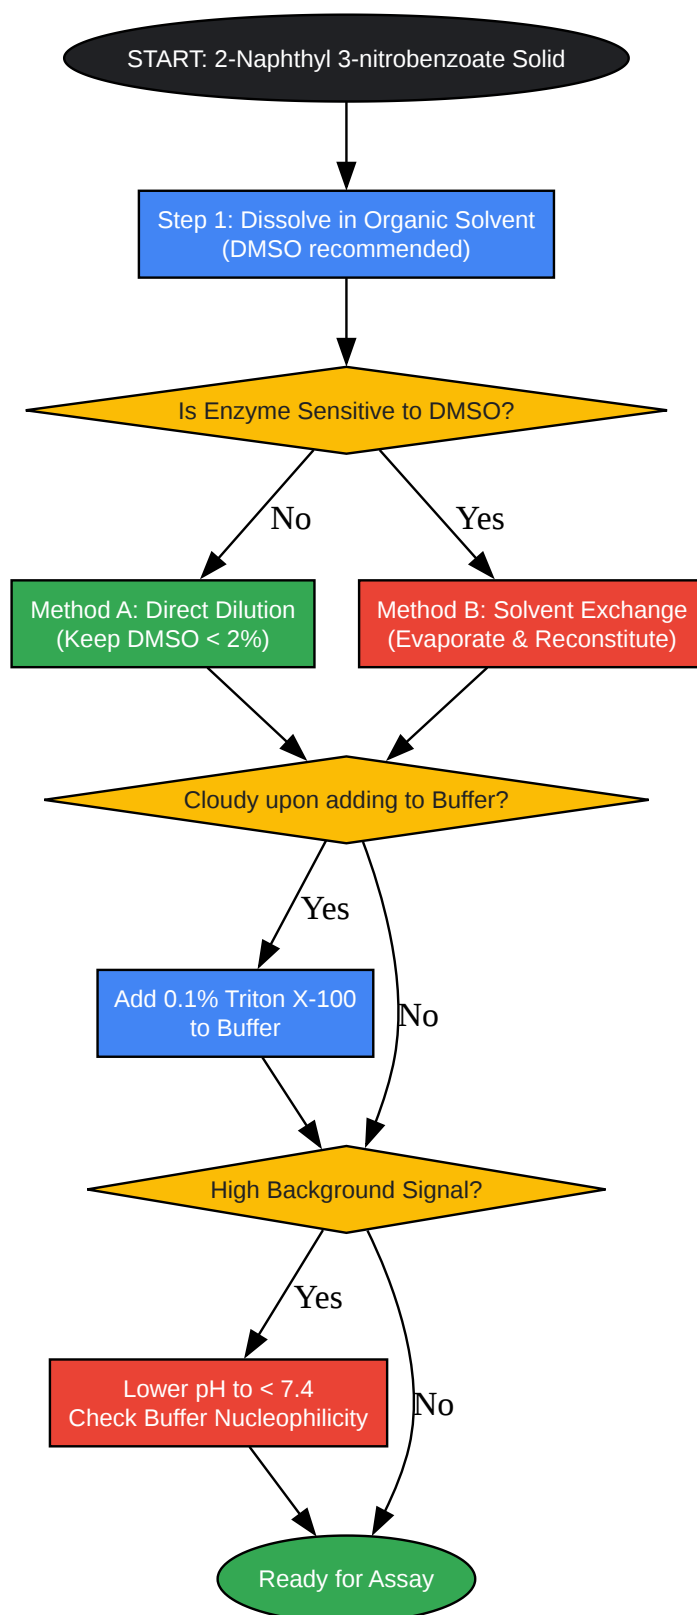 START: 2-Naphthyl 3-nitrobenzoate Solid
Step 1: Dissolve in Organic Solvent
(DMSO recommended)
Is Enzyme Sensitive to DMSO?
No
Yes
Method A: Direct Dilution
(Keep DMSO < 2%)
Method B: Solvent Exchange
(Evaporate & Reconstitute)
Cloudy upon adding to Buffer?
Yes
Add 0.1% Triton X-100
to Buffer
No
High Background Signal?
Yes
Lower pH to < 7.4
Check Buffer Nucleophilicity
No
Ready for Assay